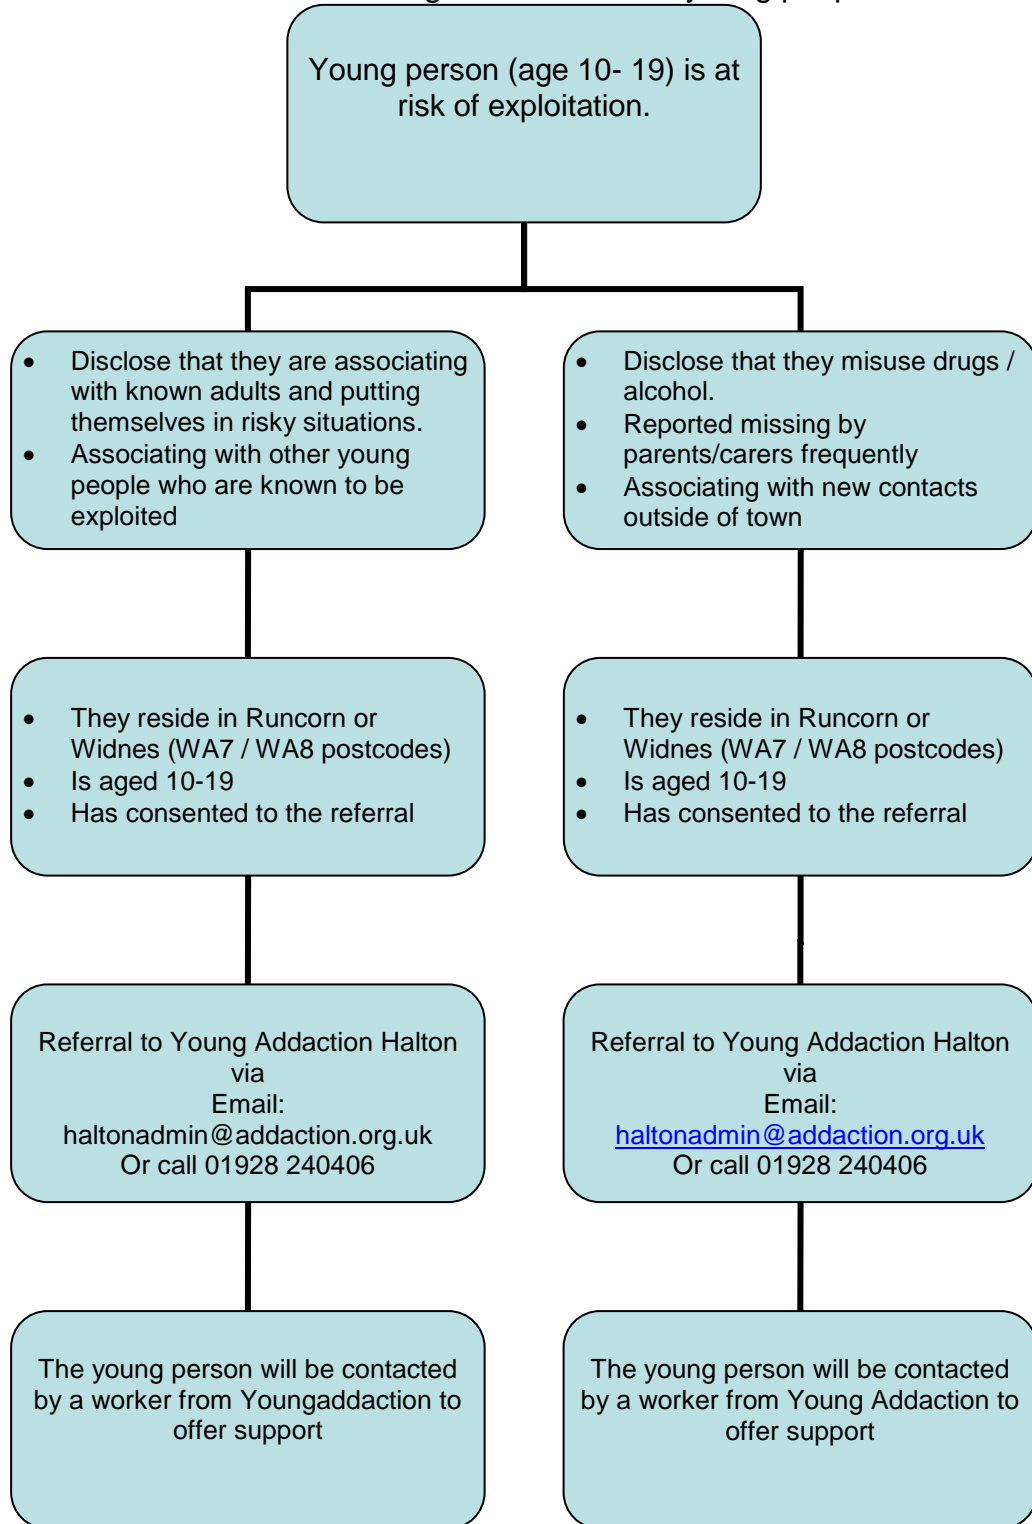 Young person (age 10- 19) is at
risk of exploitation.
• Disclose that they are associating
with known adults and putting
themselves in risky situations.
• Associating with other young
people who are known to be
exploited
• Disclose that they misuse drugs /
alcohol.
• Reported missing by
parents/carers frequently
• Associating with new contacts
outside of town
• They reside in Runcorn or
Widnes (WA7 / WA8 postcodes)
• Is aged 10-19
• Has consented to the referral
• They reside in Runcorn or
Widnes (WA7 / WA8 postcodes)
• Is aged 10-19
• Has consented to the referral
Referral to Young Addaction Halton
via
Email:
haltonadmin@addaction.org.uk
Or call 01928 240406
Referral to Young Addaction Halton
via
Email:
haltonadmin@addaction.org.uk
Or call 01928 240406
The young person will be contacted
by a worker from Youngaddaction to
offer support
The young person will be contacted
by a worker from Young Addaction to
offer support